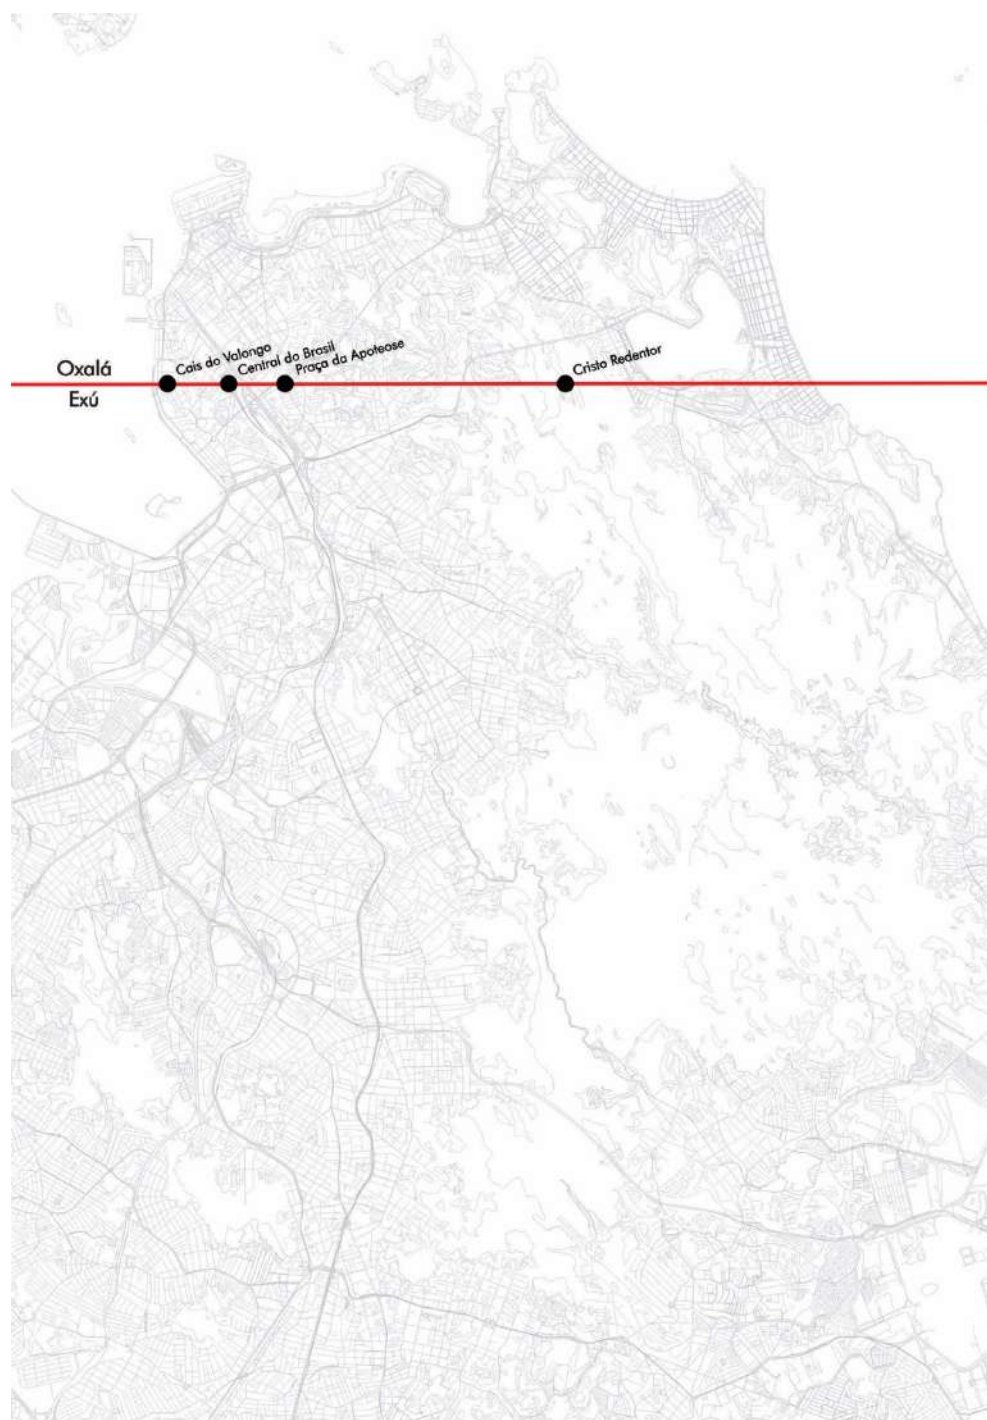 Oxalá
Exú
Cais do Valongo
Central do Brasil
Praça da Apoteose
Cristo Redentor